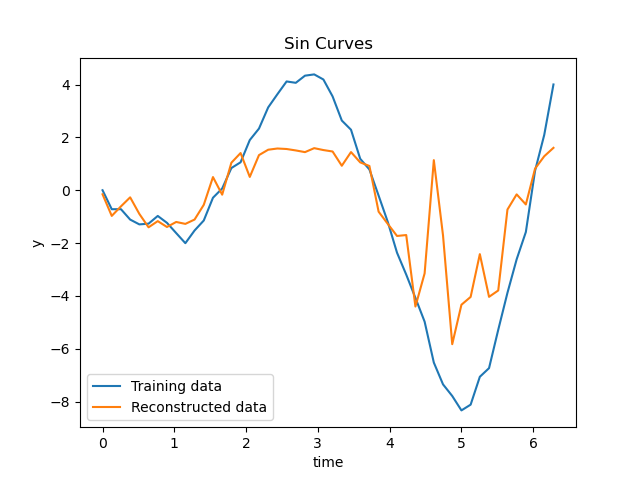 Sin Curves
4
2
0
−2
−4
−6
−8
y
Training data
Reconstructed data
0 1 2 3 4 5 6
time